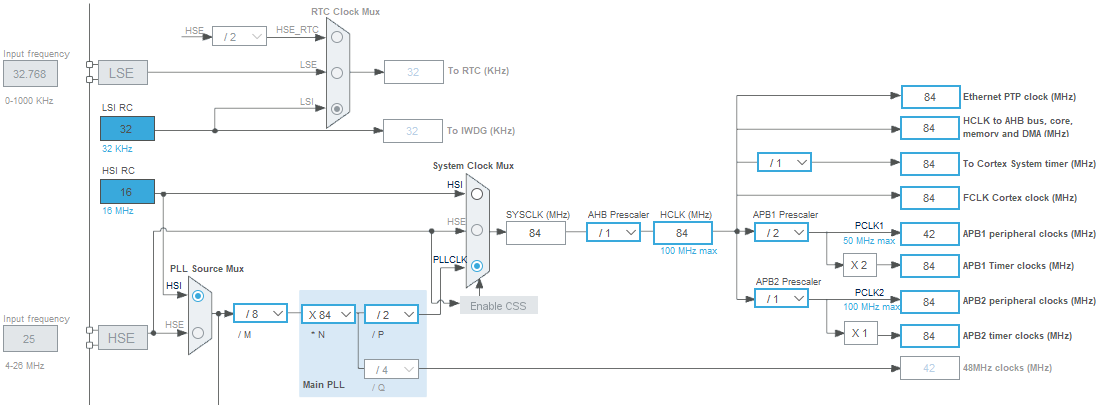 RTC Clock Mux
HSE
/ 2
HSE_RTC
Input frequency
32.768
LSE
LSE
32
To RTC (KHz)
0-1000 KHz
LSI
LSI RC
32
32
To IWDG (KHz)
32 KHz
HSI RC
16
16 MHz
System Clock Mux
HSI
HSE
PLLCLK
SYSCLK (MHz)
84
AHB Prescaler
/ 1
HCLK (MHz)
84
100 MHz max
84
Ethernet PTP clock (MHz)
84
HCLK to AHB bus, core,
memory and DMA (MHz)
/ 1
84
To Cortex System timer (MHz)
84
FCLK Cortex clock (MHz)
APB1 Prescaler
/ 2
PCLK1
50 MHz max
42
APB1 peripheral clocks (MHz)
X 2
84
APB1 Timer clocks (MHz)
APB2 Prescaler
/ 1
PCLK2
100 MHz max
84
APB2 peripheral clocks (MHz)
X 1
84
APB2 timer clocks (MHz)
42
48MHz clocks (MHz)
Enable CSS
PLL Source Mux
HSI
HSE
Input frequency
25
4-26 MHz
HSE
/ 8
/ M
X 84
* N
/ 2
/ P
/ 4
/ Q
Main PLL